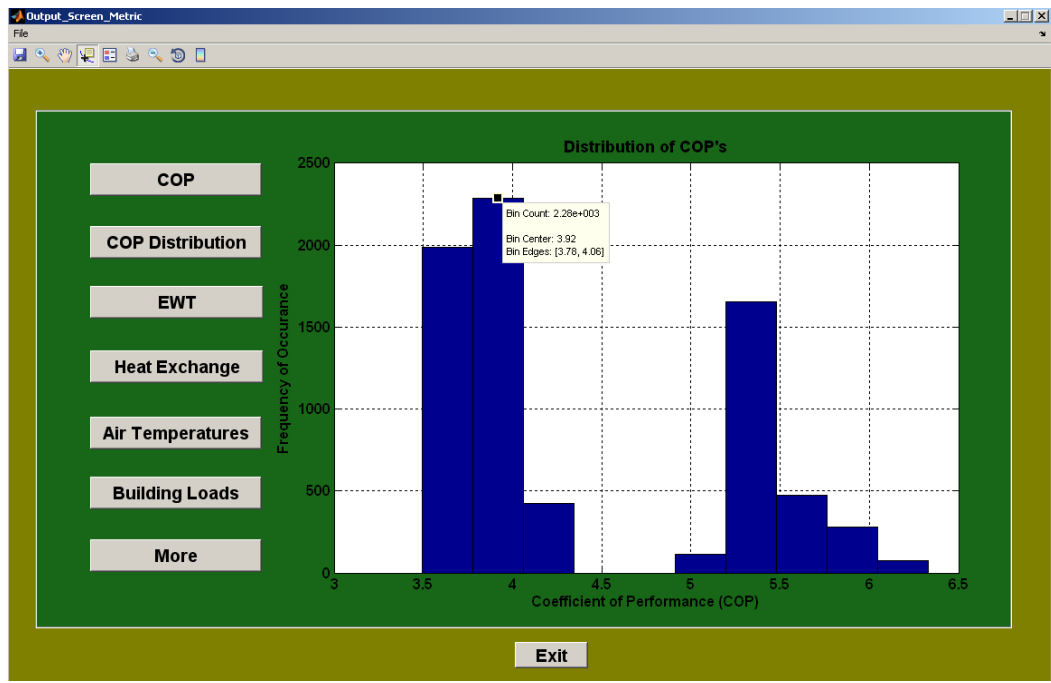 Output_Screen_Metric
File
COP
COP Distribution
EWT
Heat Exchange
Air Temperatures
Building Loads
More
Distribution of COP's
Frequency of Occurance
2500
2000
1500
1000
500
0
Bin Count: 2.28e+003
Bin Center: 3.92
Bin Edges: [3.78, 4.06]
3 3.5 4 4.5 5 5.5 6 6.5
Coefficient of Performance (COP)
Exit